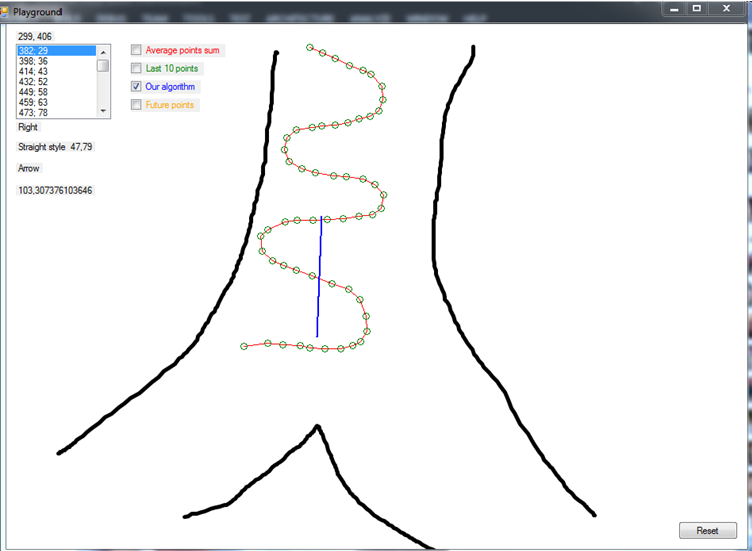 Playground
299, 406
382; 29
398; 36
414; 43
432; 52
449; 58
459; 63
473; 78
Average points sum
Last 10 points
Our algorithm
Future points
Right
Straight style 47,79
Arrow
103,307376103646
Reset